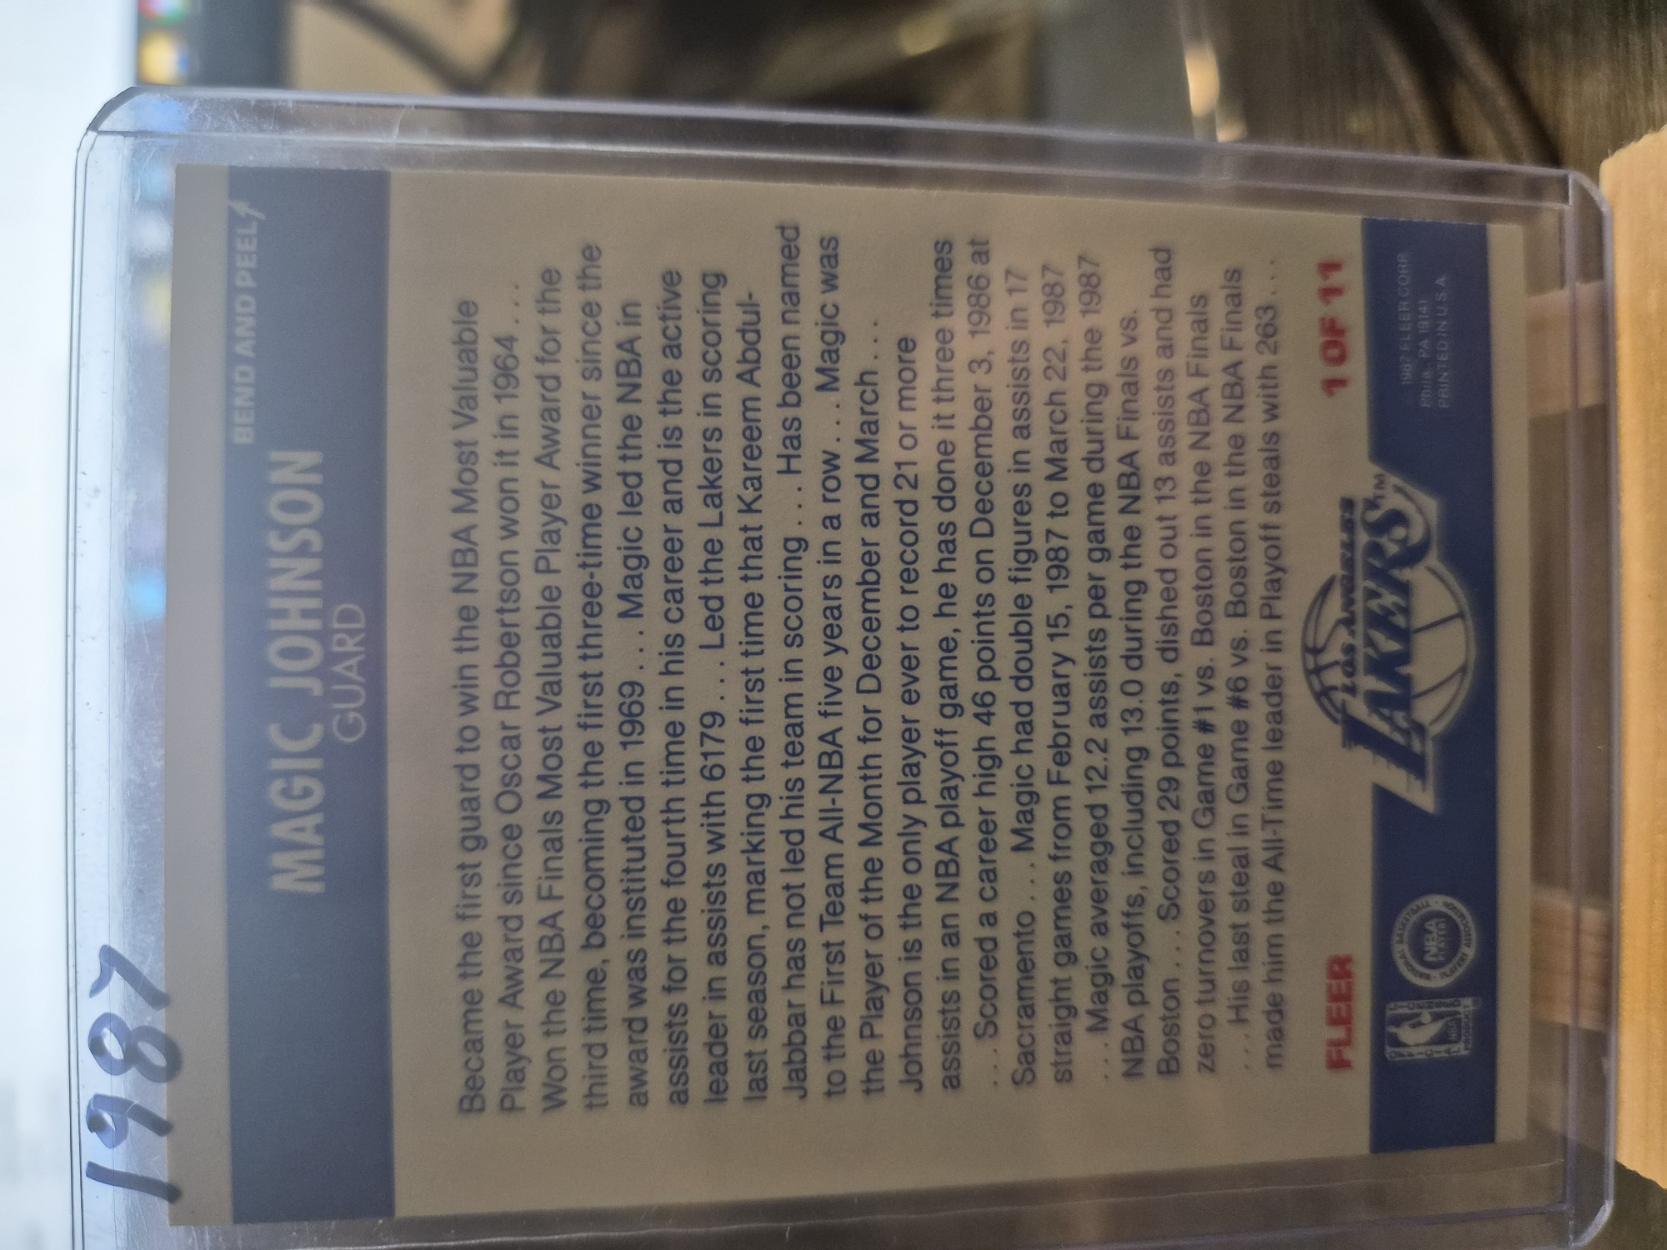 1987
BEND AND PEEL
MAGIC JOHNSON
GUARD
Became the first guard to win the NBA Most Valuable
Player Award since Oscar Robertson won it in 1964 ...
Won the NBA Finals Most Valuable Player Award for the
third time, becoming the first three-time winner since the
award was instituted in 1969 ... Magic led the NBA in
assists for the fourth time in his career and is the active
leader in assists with 6179 ... Led the Lakers in scoring
last season, marking the first time that Kareem Abdul-
Jabbar has not led his team in scoring ... Has been named
to the First Team All-NBA five years in a row ... Magic was
the Player of the Month for December and March ...
Johnson is the only player ever to record 21 or more
assists in an NBA playoff game, he has done it three times
... Scored a career high 46 points on December 3, 1986 at
Sacramento ... Magic had double figures in assists in 17
straight games from February 15, 1987 to March 22, 1987
... Magic averaged 12.2 assists per game during the 1987
NBA playoffs, including 13.0 during the NBA Finals vs.
Boston ... Scored 29 points, dished out 13 assists and had
zero turnovers in Game #1 vs. Boston in the NBA Finals
... His last steal in Game #6 vs. Boston in the NBA Finals
made him the All-Time leader in Playoff steals with 263 ...
FLEER
1 OF 11
LOS ANGELES
LAKERS™
NBA
1987 FLEER CORP.
Phila., PA 19141
PRINTED IN U.S.A.